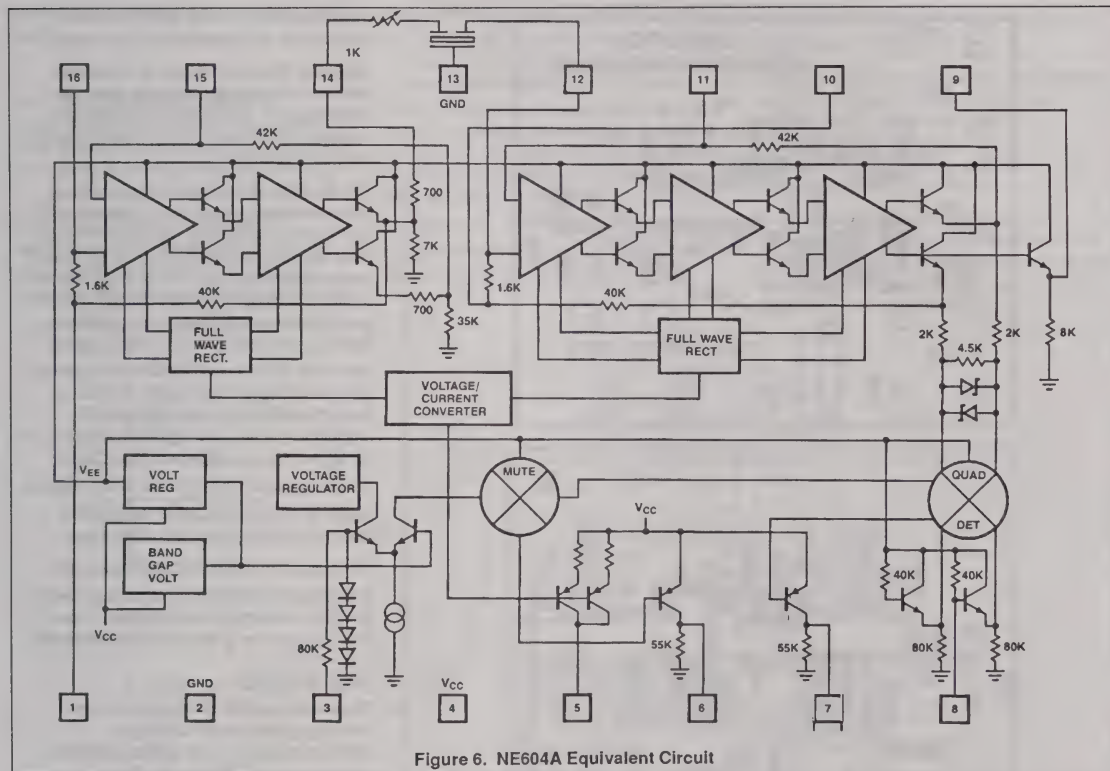 1K
16
15
14
13
GND
12
11
10
9
42K
42K
700
7K
1.6K
40K
700
35K
1.6K
40K
FULL
WAVE
RECT.
FULL WAVE
RECT
2K
2K
8K
4.5K
VOLTAGE/
CURRENT
CONVERTER
VEE
VOLT
REG
VOLTAGE
REGULATOR
MUTE
QUAD
DET
VCC
BAND
GAP
VOLT
VCC
40K
40K
80K
55K
55K
80K
80K
GND
VCC
1
2
3
4
5
6
7
8
Figure 6. NE604A Equivalent Circuit